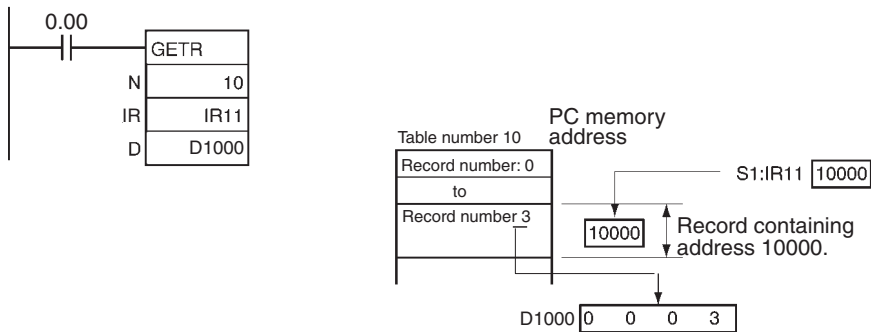 0.00
GETR
N 10
IR IR11
D D1000
PC memory
address
Table number 10
Record number: 0
to
Record number 3
S1:IR11 10000
10000
Record containing
address 10000.
D1000 0 0 0 3